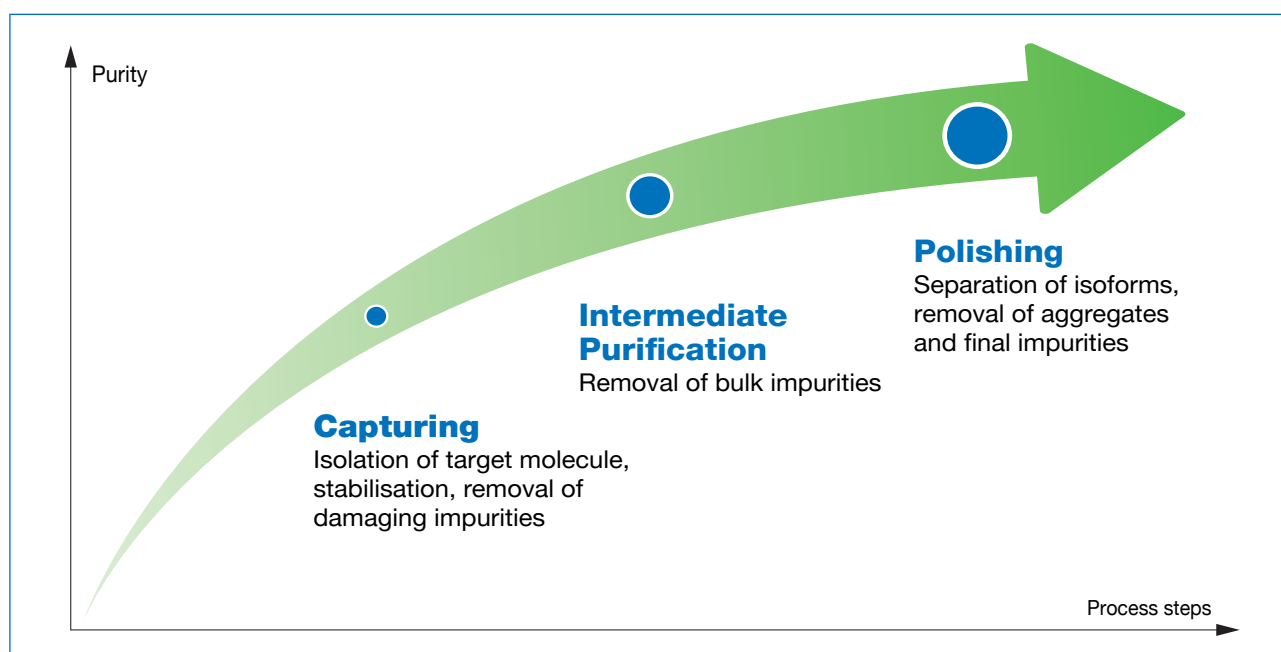 Purity
Polishing
Separation of isoforms,
removal of aggregates
and final impurities
Intermediate
Purification
Removal of bulk impurities
Capturing
Isolation of target molecule,
stabilisation, removal of
damaging impurities
Process steps